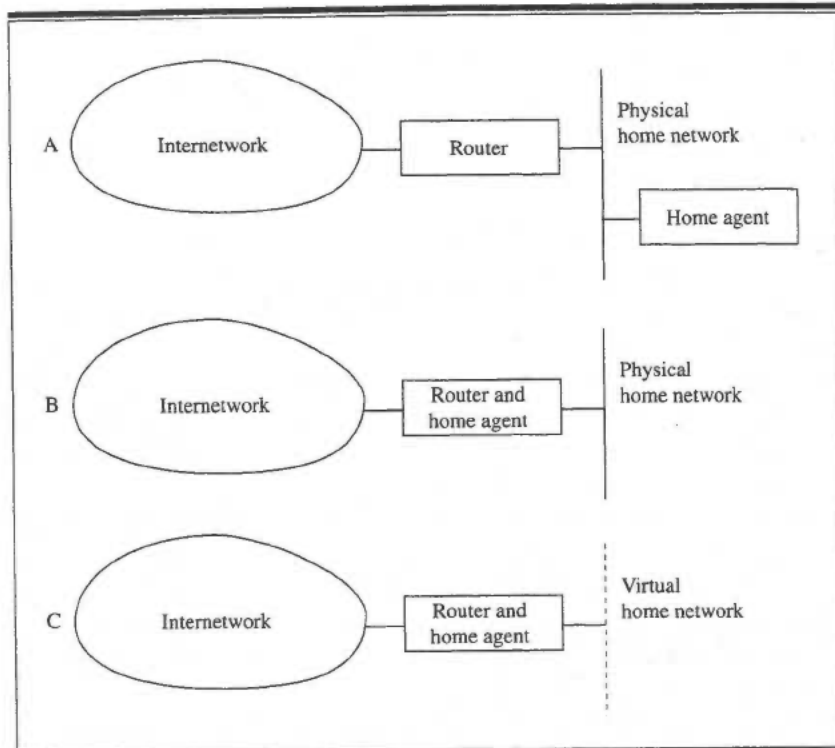 A
Internetwork
Router
Physical
home network
Home agent
B
Internetwork
Router and
home agent
Physical
home network
C
Internetwork
Router and
home agent
Virtual
home network